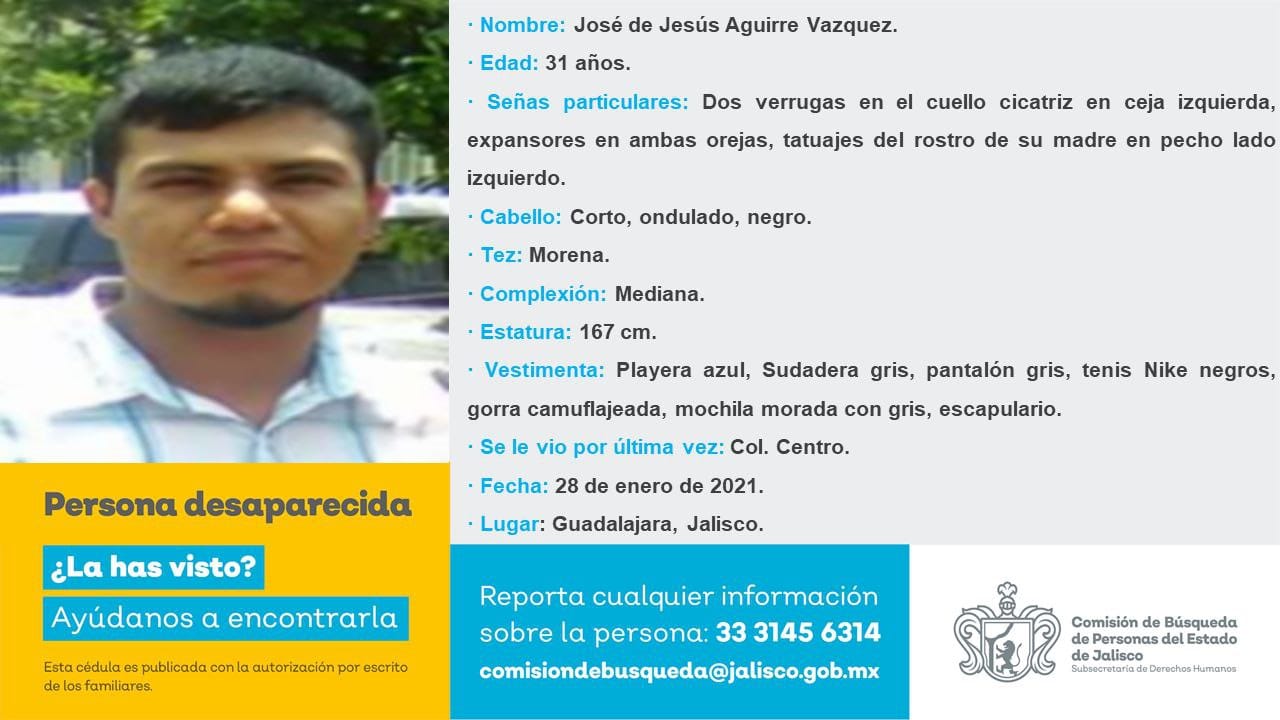 · Nombre: José de Jesús Aguirre Vazquez.
· Edad: 31 años.
· Señas particulares: Dos verrugas en el cuello cicatriz en ceja izquierda,
expansores en ambas orejas, tatuajes del rostro de su madre en pecho lado
izquierdo.
· Cabello: Corto, ondulado, negro.
· Tez: Morena.
· Complexión: Mediana.
· Estatura: 167 cm.
· Vestimenta: Playera azul, Sudadera gris, pantalón gris, tenis Nike negros,
gorra camuflajeada, mochila morada con gris, escapulario.
· Se le vio por última vez: Col. Centro.
· Fecha: 28 de enero de 2021.
· Lugar: Guadalajara, Jalisco.
Persona desaparecida
¿La has visto?
Ayúdanos a encontrarla
Esta cédula es publicada con la autorización por escrito
de los familiares.
Reporta cualquier información
sobre la persona: 33 3145 6314
comisiondebusqueda@jalisco.gob.mx
Comisión de Búsqueda
de Personas del Estado
de Jalisco
Subsecretaría de Derechos Humanos